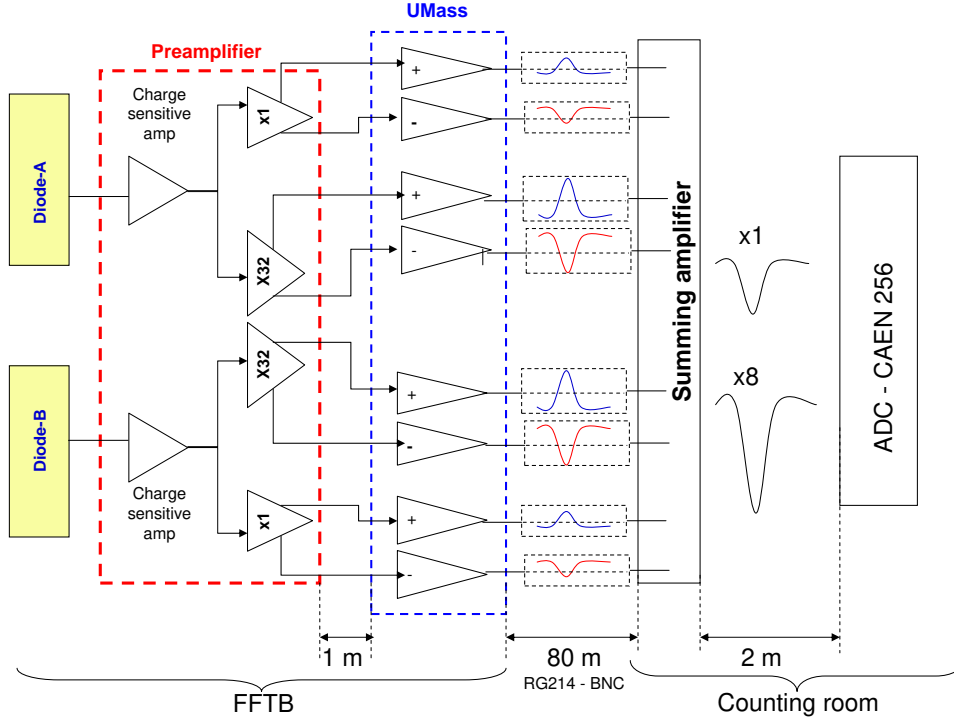 UMass
Preamplifier
Charge
sensitive
amp
x1
+
-
Diode-A
X32
+
-
Summing amplifier
x1
ADC - CAEN 256
X32
+
x8
Diode-B
-
Charge
sensitive
amp
x1
+
-
1 m
80 m
2 m
RG214 - BNC
FFTB
Counting room